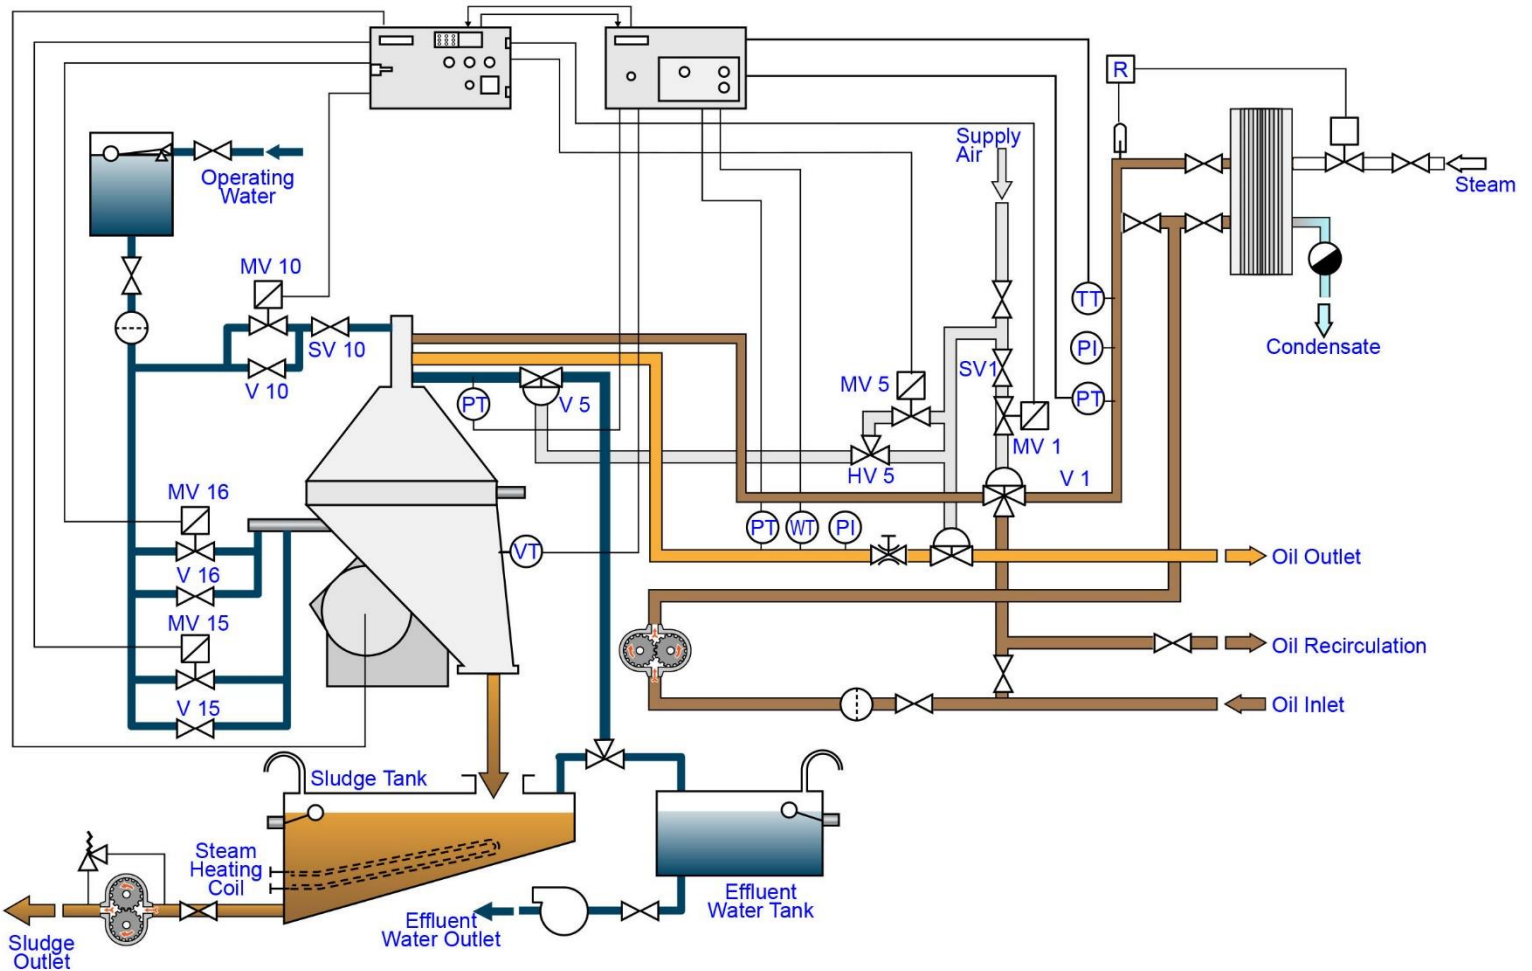 R
Supply
Air
Operating
Water
Steam
MV 10
SV 10
V 10
TT
PI
PT
Condensate
SV1
MV 5
MV 1
PT
V 5
HV 5
V 1
MV 16
V 16
PT
WT
PI
VT
Oil Outlet
MV 15
V 15
Oil Recirculation
Oil Inlet
Sludge Tank
Steam
Heating
Coil
Effluent
Water Tank
Effluent
Water Outlet
Sludge
Outlet